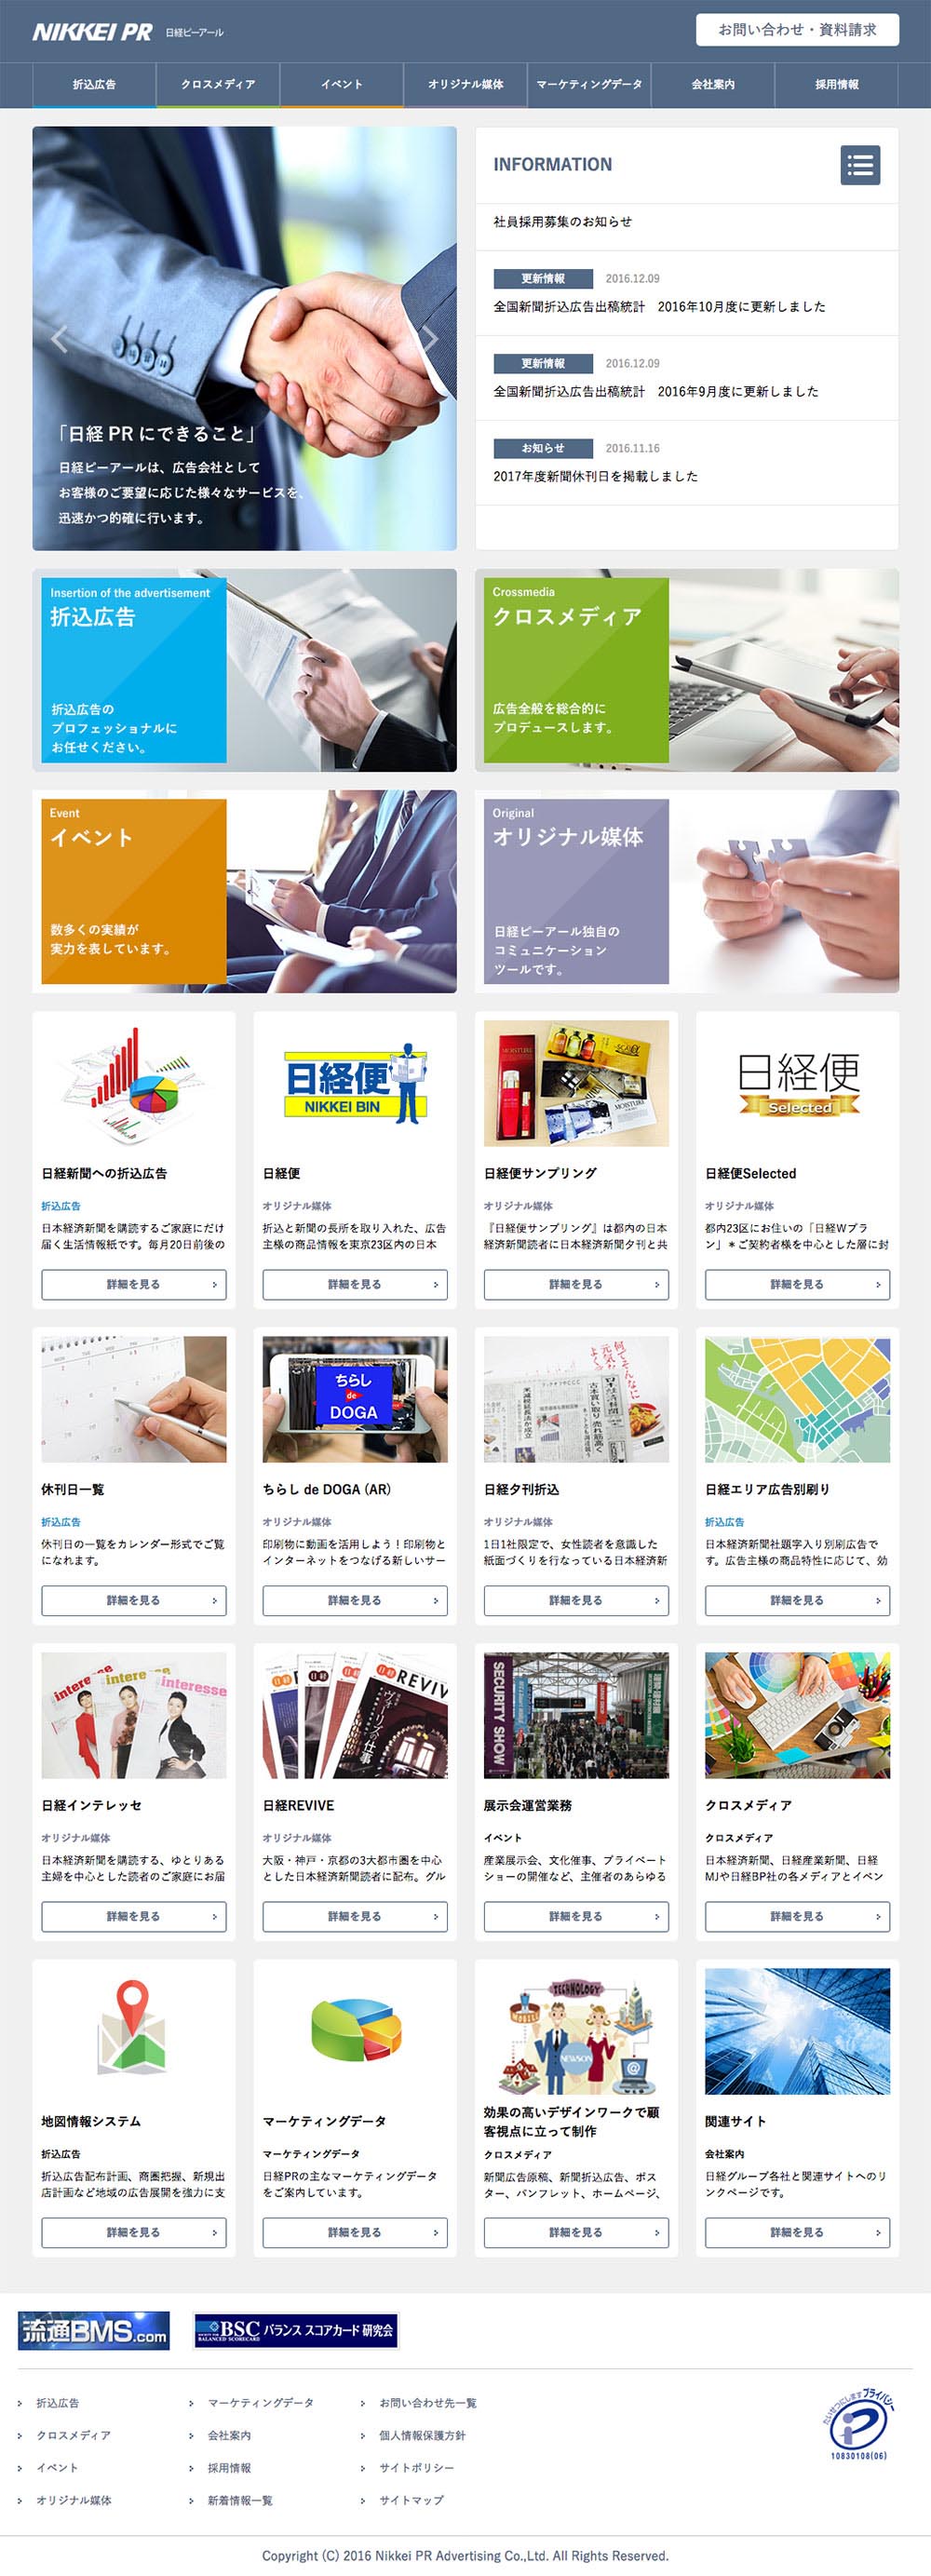 NIKKEI PR 日経ピーアール
お問い合わせ・資料請求
折込広告
クロスメディア
イベント
オリジナル媒体
マーケティングデータ
会社案内
採用情報
「日経 PR にできること」
日経ピーアールは、広告会社として
お客様のご要望に応じた様々なサービスを、
迅速かつ的確に行います。
INFORMATION
社員採用募集のお知らせ
更新情報 2016.12.09
全国新聞折込広告出稿統計　2016年10月度に更新しました
更新情報 2016.12.09
全国新聞折込広告出稿統計　2016年9月度に更新しました
お知らせ 2016.11.16
2017年度新聞休刊日を掲載しました
Insertion of the advertisement
折込広告
折込広告の
プロフェッショナルに
お任せください。
Crossmedia
クロスメディア
広告全般を総合的に
プロデュースします。
Event
イベント
数多くの実績が
実力を表しています。
Original
オリジナル媒体
日経ピーアール独自の
コミュニケーション
ツールです。
日経新聞への折込広告
折込広告
日本経済新聞を購読するご家庭にだけ
届く生活情報紙です。毎月20日前後の
詳細を見る
日経便
NIKKEI BIN
日経便
オリジナル媒体
折込と新聞の長所を取り入れた、広告
主様の商品情報を東京23区内の日本
詳細を見る
MOISTURE
日経便サンプリング
オリジナル媒体
『日経便サンプリング』は都内の日本
経済新聞読者に日本経済新聞夕刊と共
詳細を見る
日経便
Selected
日経便Selected
オリジナル媒体
都内23区にお住いの「日経Wプラ
ン」＊ご契約者様を中心とした層に封
詳細を見る
休刊日一覧
折込広告
休刊日の一覧をカレンダー形式でご覧
になれます。
詳細を見る
ちらし
de
DOGA
ちらし de DOGA (AR)
オリジナル媒体
印刷物に動画を活用しよう！印刷物と
インターネットをつなげる新しいサー
詳細を見る
日経夕刊折込
オリジナル媒体
1日1社限定で、女性読者を意識した
紙面づくりを行なっている日本経済新
詳細を見る
日経エリア広告別刷り
折込広告
日本経済新聞社題字入り別刷広告で
す。広告主様の商品特性に応じて、効
詳細を見る
interesse
日経インテレッセ
オリジナル媒体
日本経済新聞を購読する、ゆとりある
主婦を中心とした読者のご家庭にお届
詳細を見る
REVIV
日経REVIVE
オリジナル媒体
大阪・神戸・京都の3大都市圏を中心
とした日本経済新聞読者に配布。グル
詳細を見る
SECURITY SHOW
展示会運営業務
イベント
産業展示会、文化催事、プライベート
ショーの開催など、主催者のあらゆる
詳細を見る
クロスメディア
クロスメディア
日本経済新聞、日経産業新聞、日経
MJや日経BP社の各メディアとイベン
詳細を見る
地図情報システム
折込広告
折込広告配布計画、商圏把握、新規出
店計画など地域の広告展開を強力に支
詳細を見る
マーケティングデータ
マーケティングデータ
日経PRの主なマーケティングデータ
をご案内しています。
詳細を見る
TECHNOLOGY
効果の高いデザインワークで顧
客視点に立って制作
クロスメディア
新聞広告原稿、新聞折込広告、ポス
ター、パンフレット、ホームページ、
詳細を見る
関連サイト
会社案内
日経グループ各社と関連サイトへのリ
ンクページです。
詳細を見る
流通BMS.com
BSC バランス スコアカード 研究会
BALANCED SCORECARD
折込広告
クロスメディア
イベント
オリジナル媒体
マーケティングデータ
会社案内
採用情報
新着情報一覧
お問い合わせ先一覧
個人情報保護方針
サイトポリシー
サイトマップ
たいせつにします プライバシー
10830108(06)
Copyright (C) 2016 Nikkei PR Advertising Co.,Ltd. All Rights Reserved.